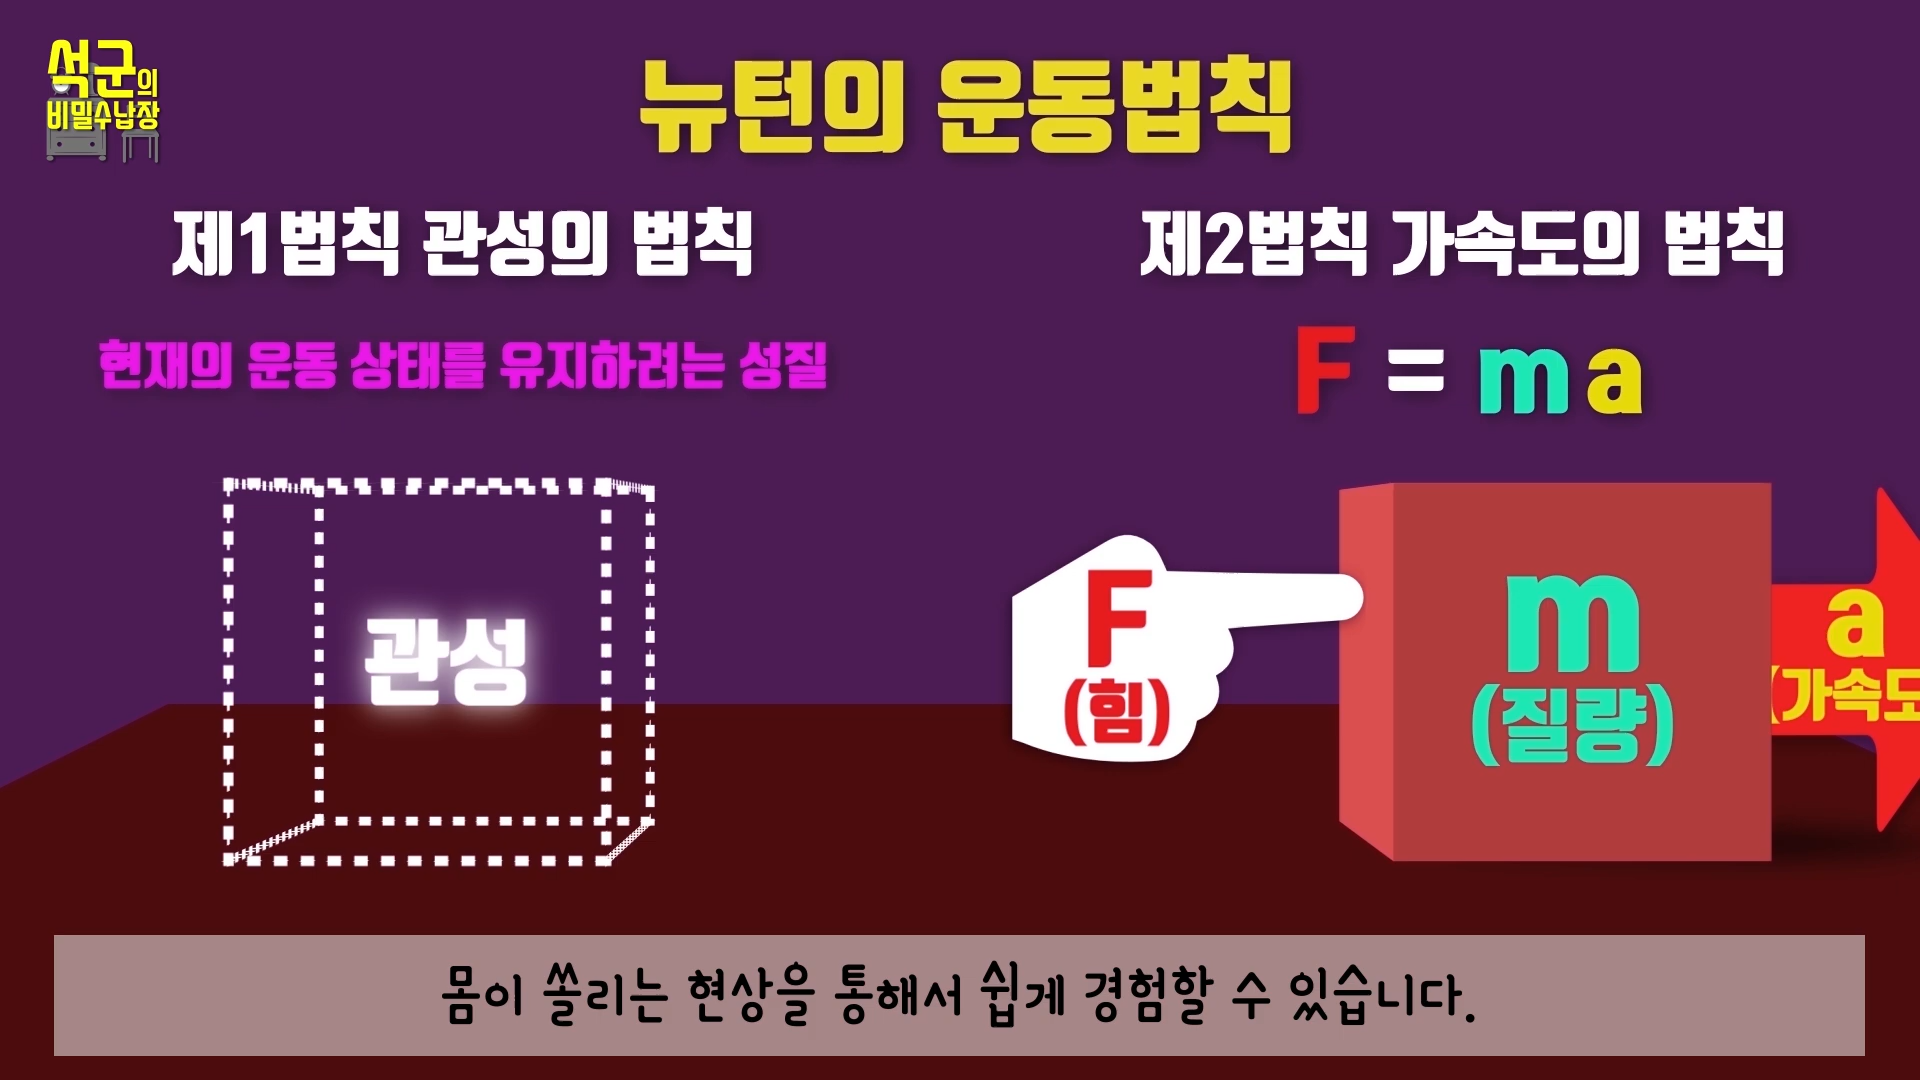 석군의
비밀수납장
뉴턴의 운동법칙
제1법칙 관성의 법칙
현재의 운동 상태를 유지하려는 성질
관성
제2법칙 가속도의 법칙
F = ma
F
(힘)
m
(질량)
a
(가속도
몸이 쏠리는 현상을 통해서 쉽게 경험할 수 있습니다.